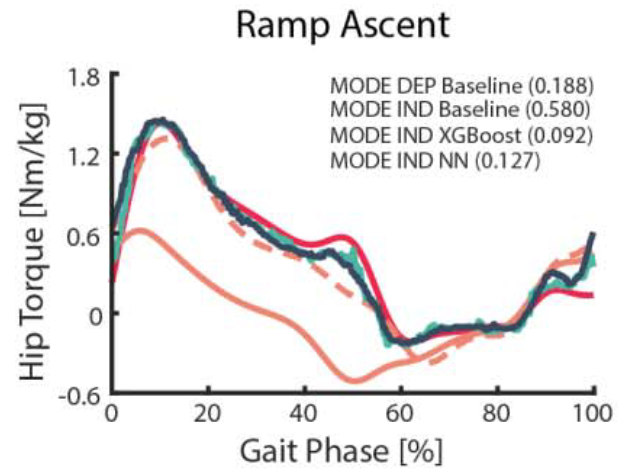 Ramp Ascent
MODE DEP Baseline (0.188)
MODE IND Baseline (0.580)
MODE IND XGBoost (0.092)
MODE IND NN (0.127)
Hip Torque [Nm/kg]
1.8
1.2
0.6
0
-0.6
0 20 40 60 80 100
Gait Phase [%]